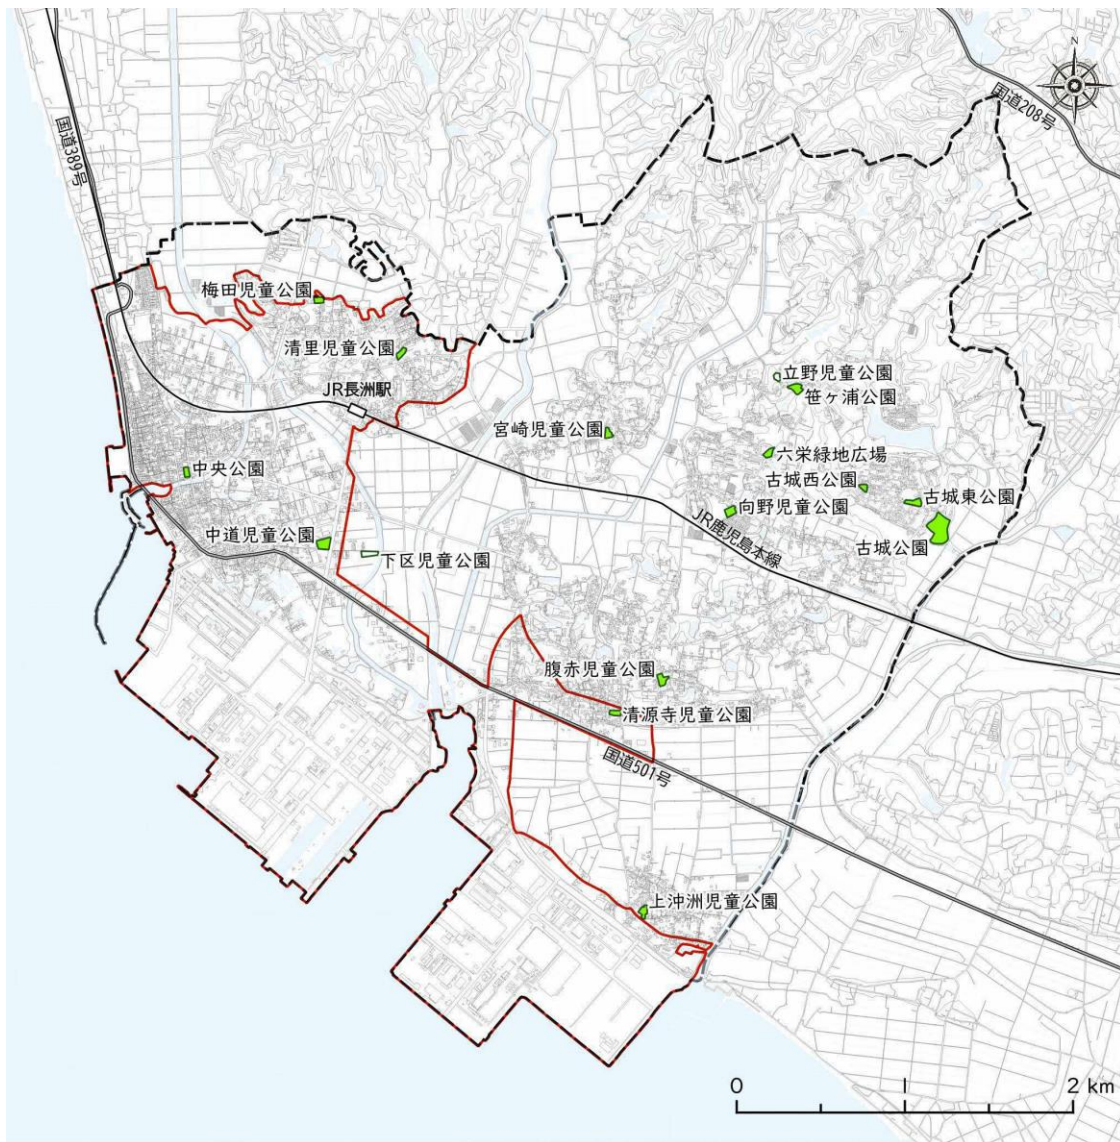 N
国道208号
国道389号
梅田児童公園
清里児童公園
JR長洲駅
立野児童公園
笹ヶ浦公園
宮崎児童公園
六栄緑地広場
中央公園
古城西公園
古城東公園
向野児童公園
JR鹿児島本線
中道児童公園
古城公園
下区児童公園
腹赤児童公園
清源寺児童公園
国道501号
上沖洲児童公園
0 1 2 km